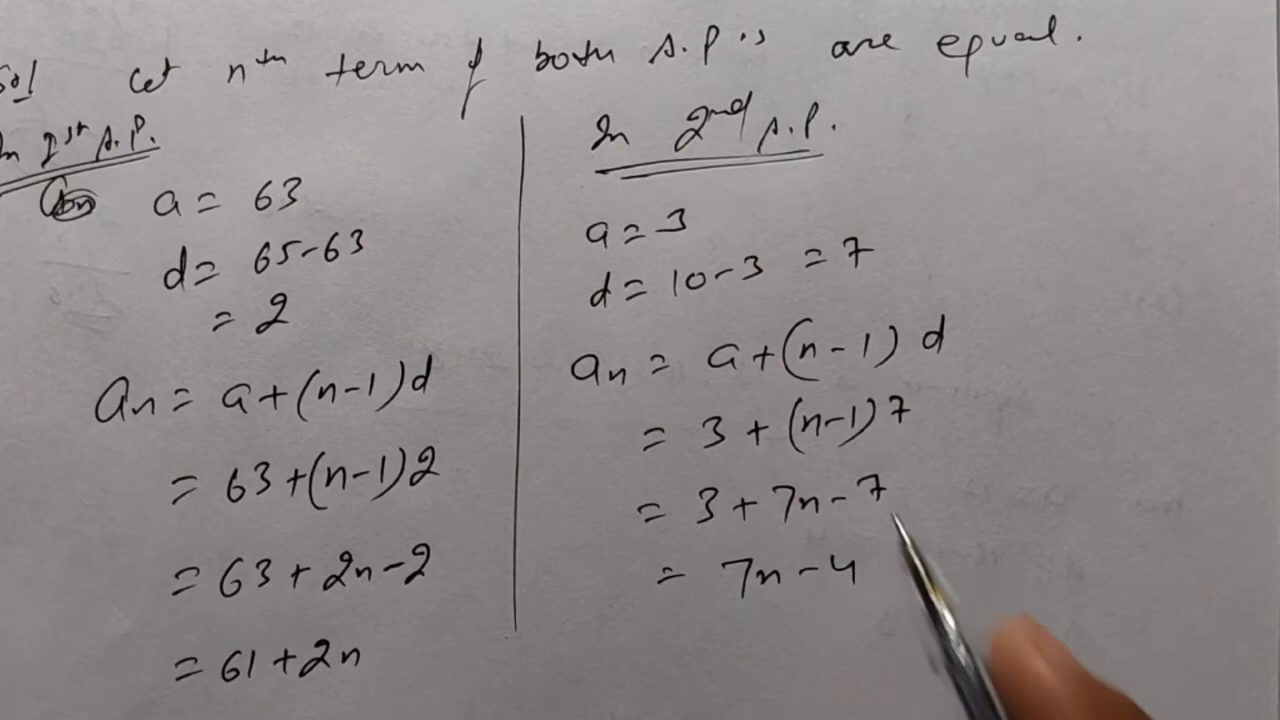 Sol Let nth term of both A.P.'s are equal.
In 1st A.P.
a = 63
d = 65-63
= 2
an = a+(n-1)d
= 63+(n-1)2
= 63+2n-2
= 61+2n
In 2nd A.P.
a = 3
d = 10-3 = 7
an = a+(n-1) d
= 3+(n-1)7
= 3+7n-7
= 7n-4